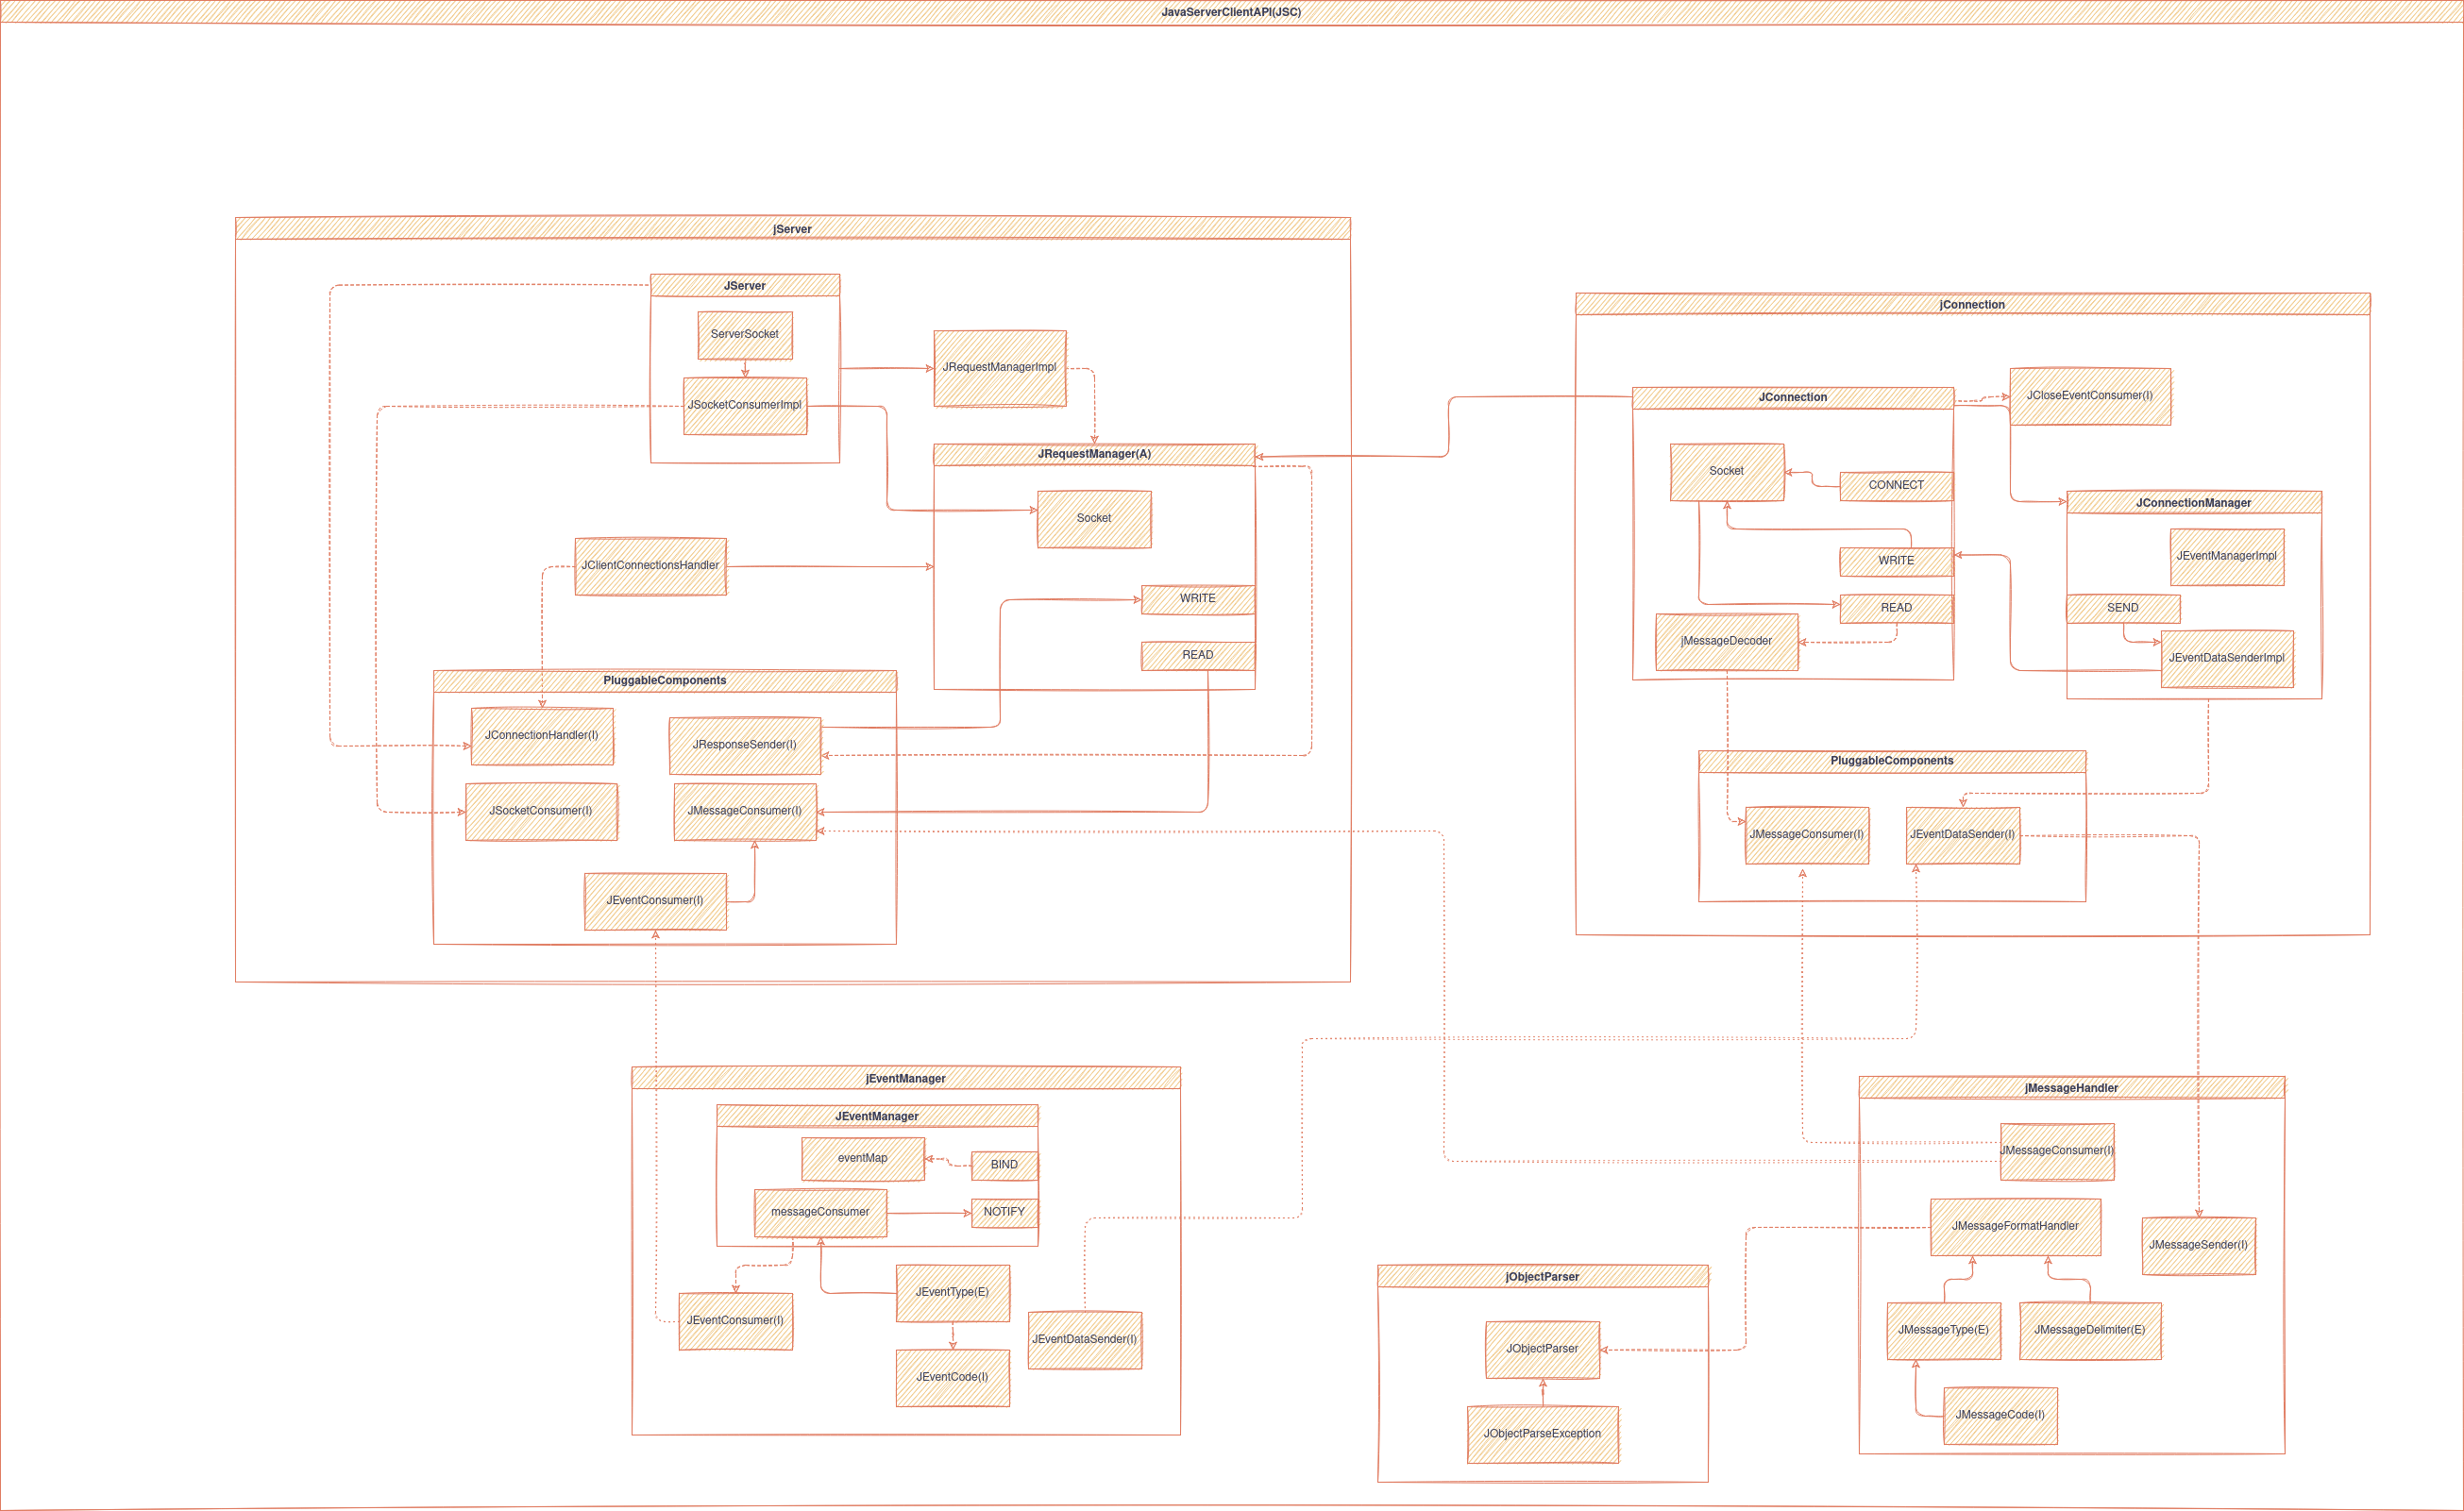 JavaServerClientAPI(JSC)
jServer
JServer
ServerSocket
JSocketConsumerImpl
JRequestManagerImpl
JRequestManager(A)
Socket
JClientConnectionsHandler
WRITE
READ
PluggableComponents
JConnectionHandler(I)
JResponseSender(I)
JSocketConsumer(I)
JMessageConsumer(I)
JEventConsumer(I)
jConnection
JConnection
JCloseEventConsumer(I)
Socket
CONNECT
JConnectionManager
JEventManagerImpl
WRITE
READ
SEND
jMessageDecoder
JEventDataSenderImpl
PluggableComponents
JMessageConsumer(I)
JEventDataSender(I)
jEventManager
JEventManager
eventMap
BIND
messageConsumer
NOTIFY
JEventType(E)
JEventConsumer(I)
JEventDataSender(I)
JEventCode(I)
jObjectParser
JObjectParser
JObjectParseException
jMessageHandler
JMessageConsumer(I)
JMessageFormatHandler
JMessageSender(I)
JMessageType(E)
JMessageDelimiter(E)
JMessageCode(I)